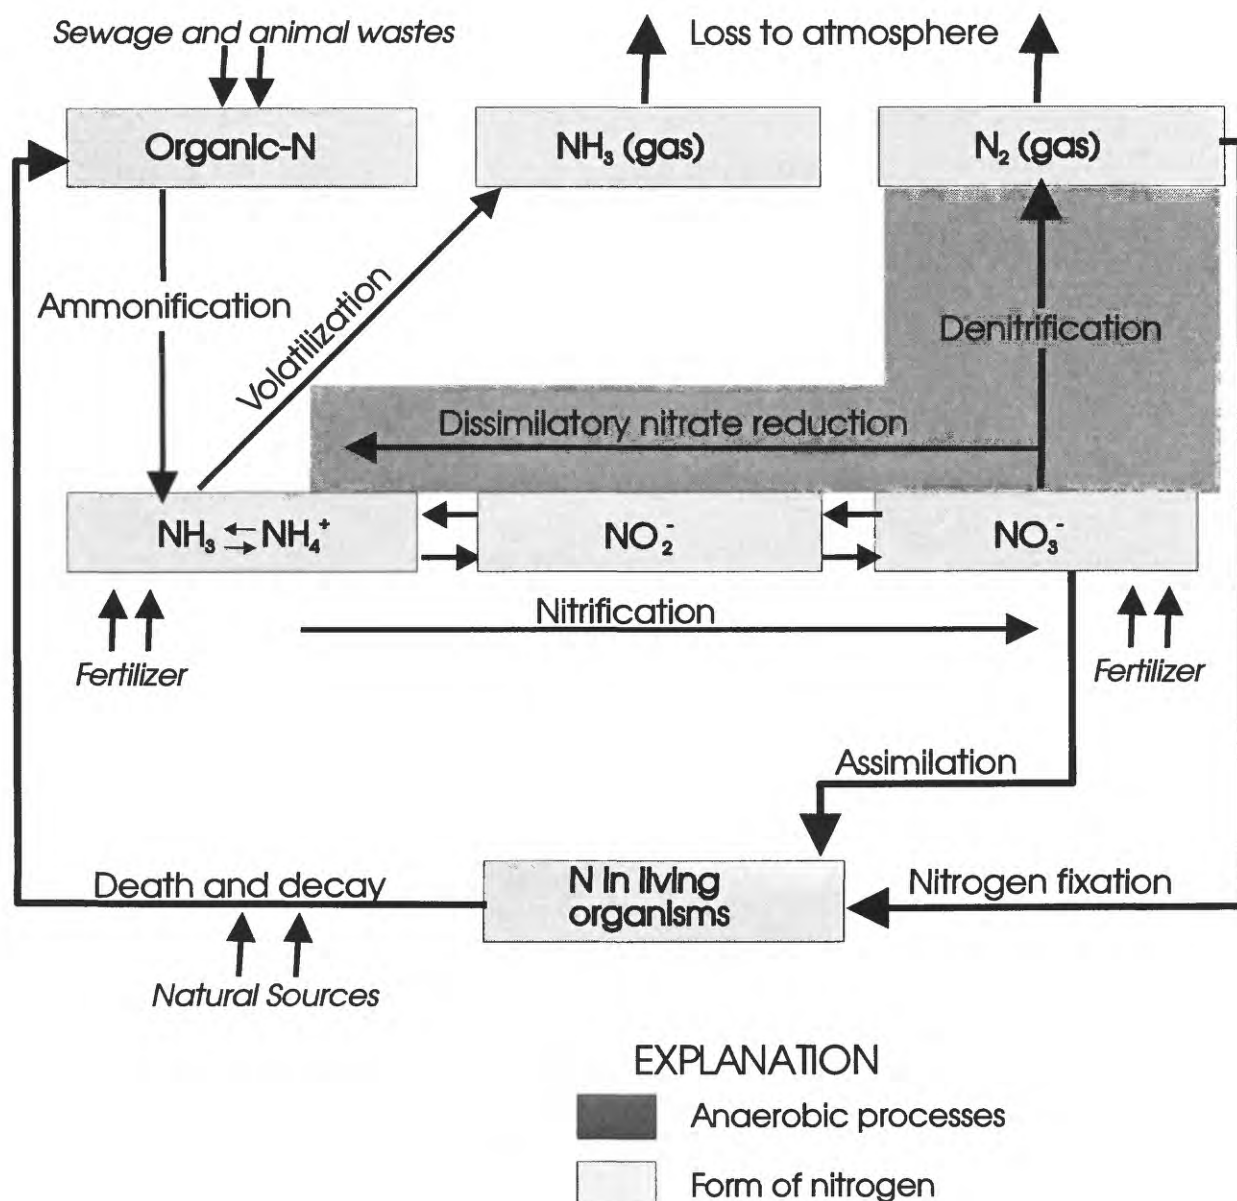 Sewage and animal wastes
Loss to atmosphere
Organic-N
NH₃ (gas)
N₂ (gas)
Ammonification
Volatilization
Denitrification
Dissimilatory nitrate reduction
NH₃ ⇆ NH₄⁺
NO₂⁻
NO₃⁻
Nitrification
Fertilizer
Fertilizer
Assimilation
N in living
organisms
Nitrogen fixation
Death and decay
Natural Sources
EXPLANATION
Anaerobic processes
Form of nitrogen